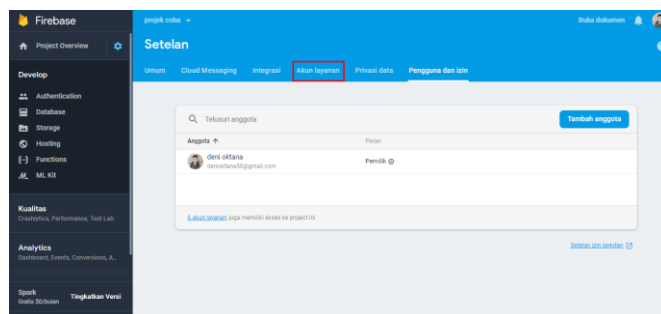 Firebase
projek coba
Buka dokumen
Project Overview
Setelan
Umum Cloud Messaging Integrasi Akun layanan Privasi data Pengguna dan izin
Develop
Authentication
Database
Storage
Hosting
Functions
ML Kit
Telusuri anggota
Tambah anggota
Anggota Peran
deni oktana
Pemilik
6 akun layanan juga memiliki akses ke project ini
Setelan izin lanjutan
Kualitas
Crashlytics, Performance, Test Lab
Analytics
Dashboard, Events, Conversions, A...
Spark
Gratis $0/bulan
Tingkatkan Versi